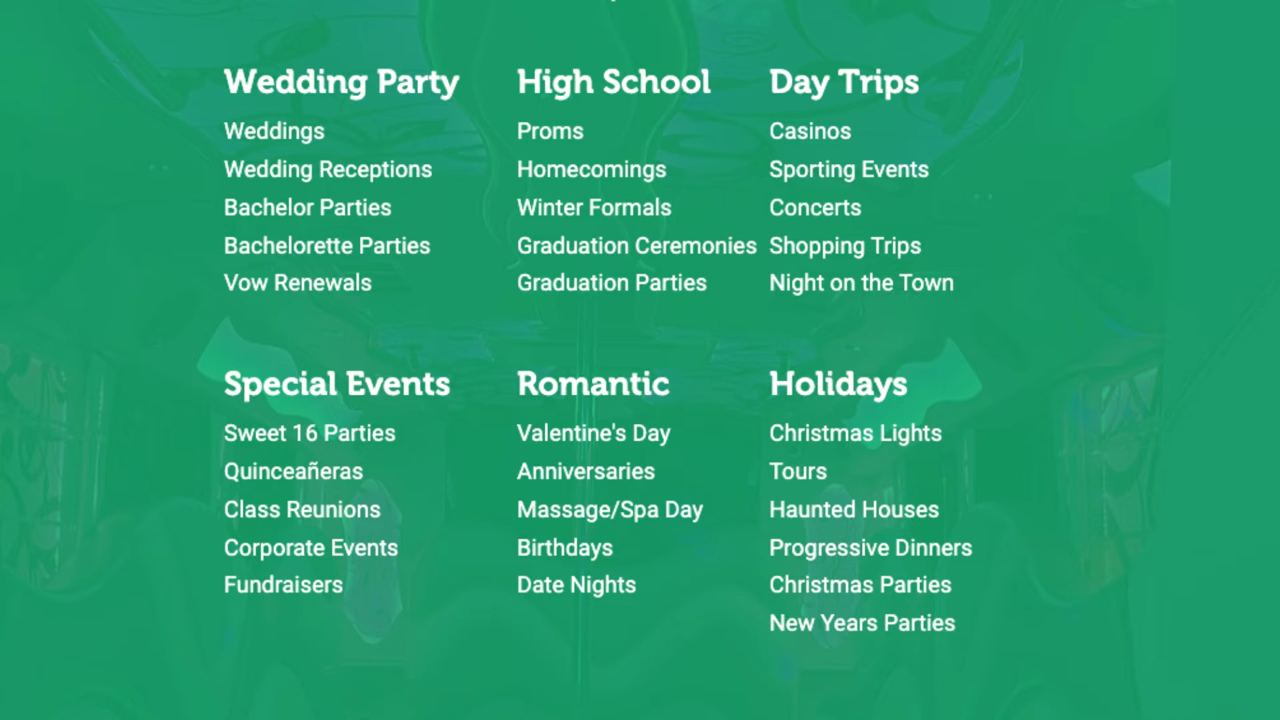 Wedding Party
Weddings
Wedding Receptions
Bachelor Parties
Bachelorette Parties
Vow Renewals
High School
Proms
Homecomings
Winter Formals
Graduation Ceremonies
Graduation Parties
Day Trips
Casinos
Sporting Events
Concerts
Shopping Trips
Night on the Town
Special Events
Sweet 16 Parties
Quinceañeras
Class Reunions
Corporate Events
Fundraisers
Romantic
Valentine's Day
Anniversaries
Massage/Spa Day
Birthdays
Date Nights
Holidays
Christmas Lights
Tours
Haunted Houses
Progressive Dinners
Christmas Parties
New Years Parties